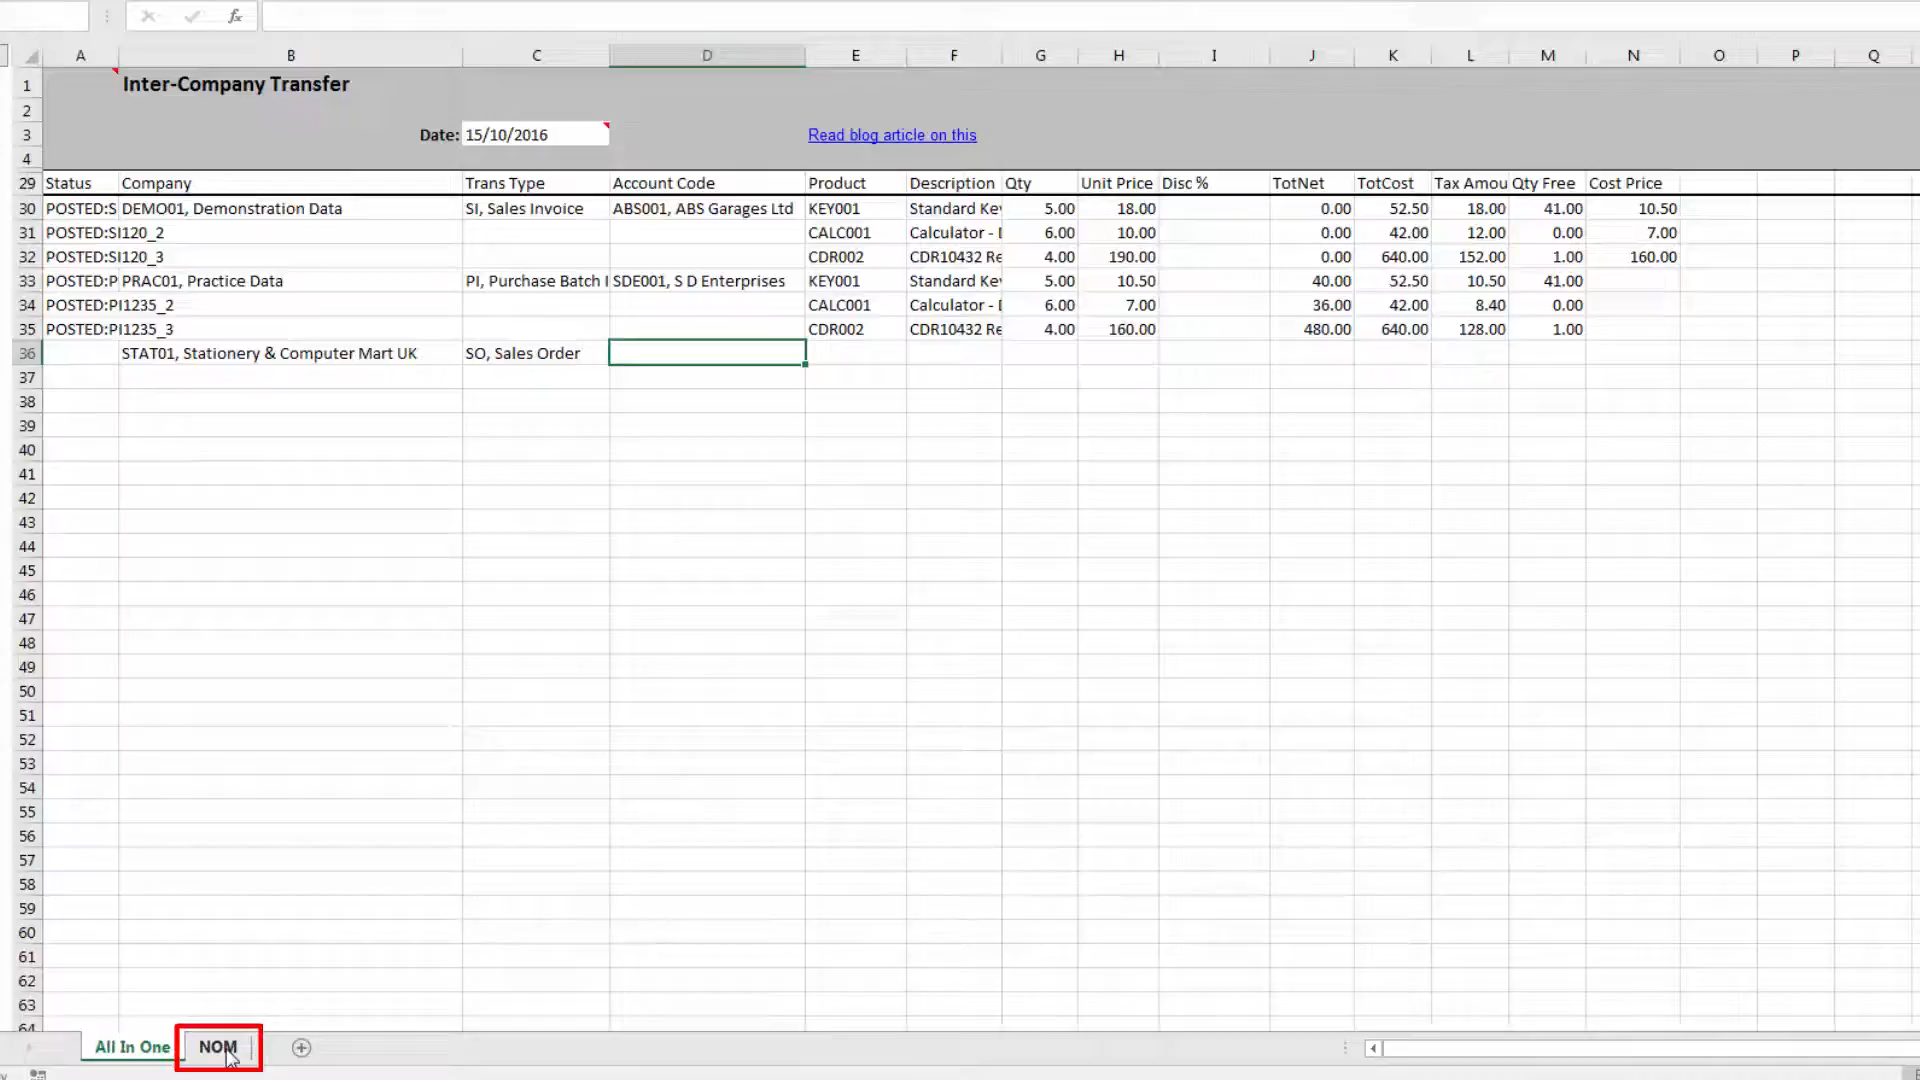 fx
A B C D E F G H I J K L M N O P Q
1 Inter-Company Transfer
2
3 Date: 15/10/2016 Read blog article on this
4
29 Status Company Trans Type Account Code Product Description Qty Unit Price Disc % TotNet TotCost Tax Amou Qty Free Cost Price
30 POSTED:S DEMO01, Demonstration Data SI, Sales Invoice ABS001, ABS Garages Ltd KEY001 Standard Key 5.00 18.00 0.00 52.50 18.00 41.00 10.50
31 POSTED:SI120_2 CALC001 Calculator - 6.00 10.00 0.00 42.00 12.00 0.00 7.00
32 POSTED:SI120_3 CDR002 CDR10432 Re 4.00 190.00 0.00 640.00 152.00 1.00 160.00
33 POSTED:P PRAC01, Practice Data PI, Purchase Batch SDE001, S D Enterprises KEY001 Standard Key 5.00 10.50 40.00 52.50 10.50 41.00
34 POSTED:PI1235_2 CALC001 Calculator - 6.00 7.00 36.00 42.00 8.40 0.00
35 POSTED:PI1235_3 CDR002 CDR10432 Re 4.00 160.00 480.00 640.00 128.00 1.00
36 STAT01, Stationery & Computer Mart UK SO, Sales Order
37
38
39
40
41
42
43
44
45
46
47
48
49
50
51
52
53
54
55
56
57
58
59
60
61
62
63
64
All In One NOM